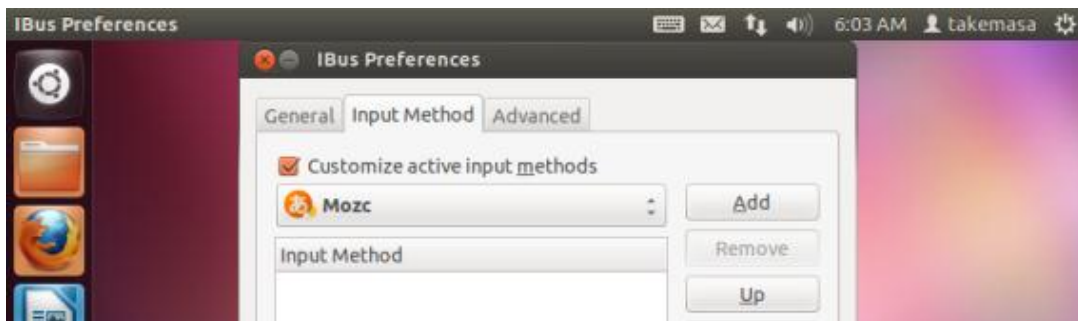 IBus Preferences 6:03 AM takemasa
IBus Preferences
General Input Method Advanced
Customize active input methods
あ Mozc Add
Input Method Remove
Up